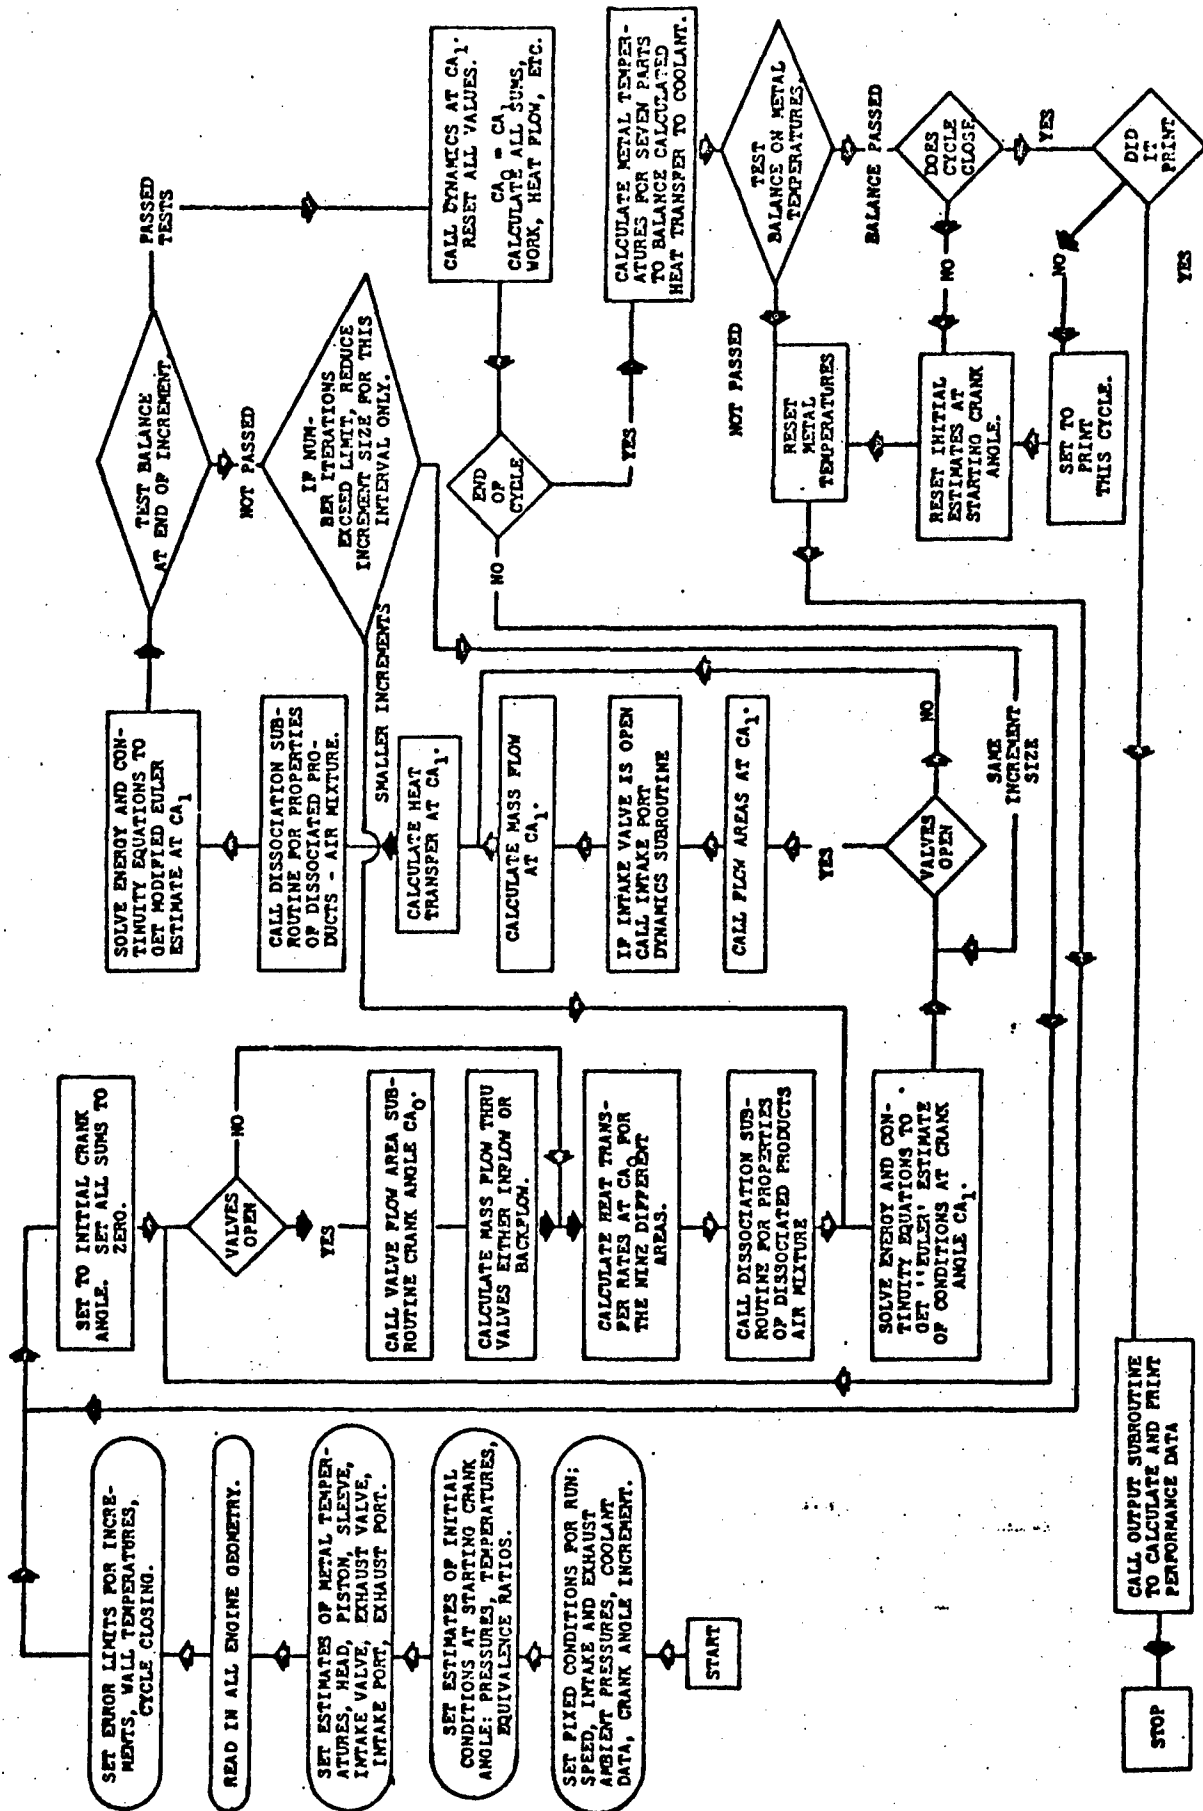 START
SET FIXED CONDITIONS FOR RUN;
SPEED, INTAKE AND EXHAUST
AMBIENT PRESSURES, COOLANT
DATA, CRANK ANGLE INCREMENT.
SET ESTIMATES OF INITIAL
CONDITIONS AT STARTING CRANK
ANGLE: PRESSURES, TEMPERATURES,
EQUIVALENCE RATIOS.
SET ESTIMATES OF METAL TEMPER-
ATURES, HEAD, PISTON, SLEEVE,
INTAKE VALVE, EXHAUST VALVE,
INTAKE PORT, EXHAUST PORT.
READ IN ALL ENGINE GEOMETRY.
SET ERROR LIMITS FOR INCRE-
MENTS, WALL TEMPERATURES,
CYCLE CLOSING.
SET TO INITIAL CRANK
ANGLE. SET ALL SUMS TO
ZERO.
VALVES
OPEN
NO
YES
CALL VALVE FLOW AREA SUB-
ROUTINE CRANK ANGLE CA0.
CALCULATE MASS FLOW THRU
VALVES EITHER INFLOW OR
BACKFLOW.
CALCULATE HEAT TRANS-
FER RATES AT CA0 FOR
THE NINE DIFFERENT
AREAS.
CALL DISSOCIATION SUB-
ROUTINE FOR PROPERTIES
OF DISSOCIATED PRODUCTS
AIR MIXTURE
SOLVE ENERGY AND CON-
TINUITY EQUATIONS TO
GET "EULER" ESTIMATE
OF CONDITIONS AT CRANK
ANGLE CA1.
VALVES
OPEN
NO
YES
SAME
INCREMENT
SIZE
CALL FLOW AREAS AT CA1.
IF INTAKE VALVE IS OPEN
CALL INTAKE PORT
DYNAMICS SUBROUTINE
CALCULATE MASS FLOW
AT CA1.
CALCULATE HEAT
TRANSFER AT CA1.
SMALLER INCREMENTS
CALL DISSOCIATION SUB-
ROUTINE FOR PROPERTIES
OF DISSOCIATED PRO-
DUCTS - AIR MIXTURE.
SOLVE ENERGY AND CON-
TINUITY EQUATIONS TO
GET MODIFIED EULER
ESTIMATE AT CA1
TEST BALANCE
AT END OF INCREMENT.
PASSED
TESTS
NOT PASSED
IF NUM-
BER ITERATIONS
EXCEED LIMIT, REDUCE
INCREMENT SIZE FOR THIS
INTERVAL ONLY.
CALL DYNAMICS AT CA1.
RESET ALL VALUES.
CA0 = CA1
CALCULATE ALL SUMS,
WORK, HEAT FLOW, ETC.
END
OF
CYCLE
NO
YES
CALCULATE METAL TEMPER-
ATURES FOR SEVEN PARTS
TO BALANCE CALCULATED
HEAT TRANSFER TO COOLANT.
TEST
BALANCE ON METAL
TEMPERATURES.
NOT PASSED
BALANCE PASSED
RESET
METAL
TEMPERATURES
DOES
CYCLE
CLOSE.
NO
YES
RESET INITIAL
ESTIMATES AT
STARTING CRANK
ANGLE.
DID
IT
PRINT
NO
YES
SET TO
PRINT
THIS CYCLE.
CALL OUTPUT SUBROUTINE
TO CALCULATE AND PRINT
PERFORMANCE DATA
STOP